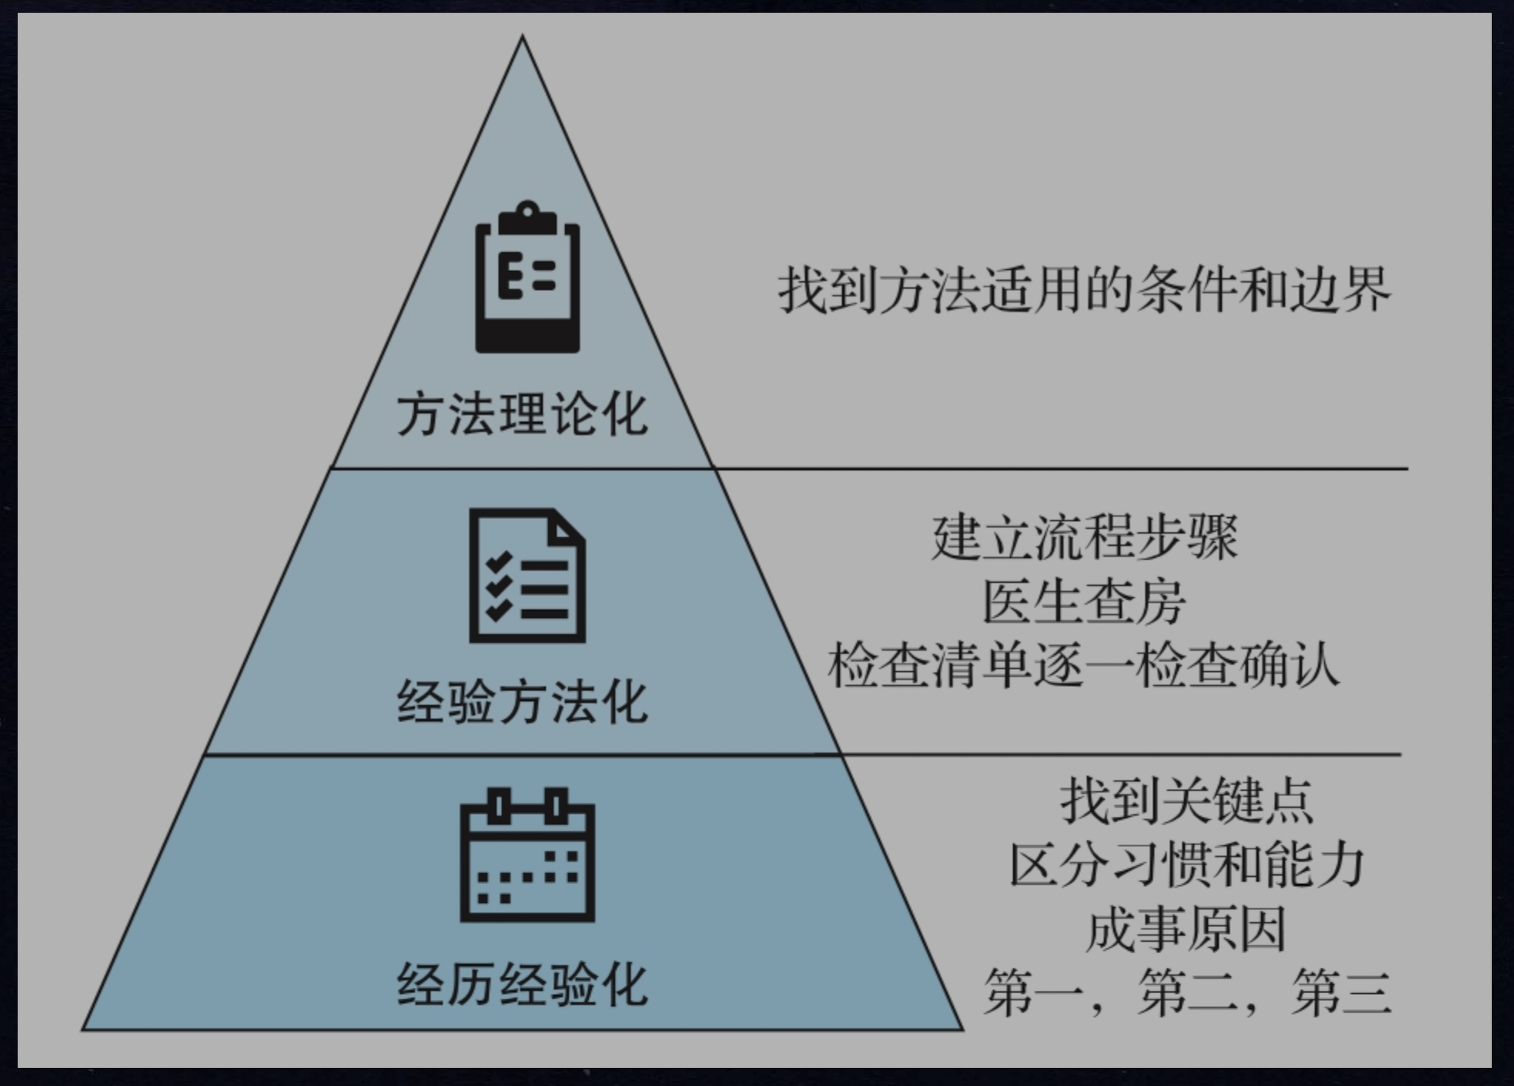 找到方法适用的条件和边界
方法理论化
建立流程步骤
医生查房
检查清单逐一检查确认
经验方法化
找到关键点
区分习惯和能力
成事原因
第一，第二，第三
经历经验化